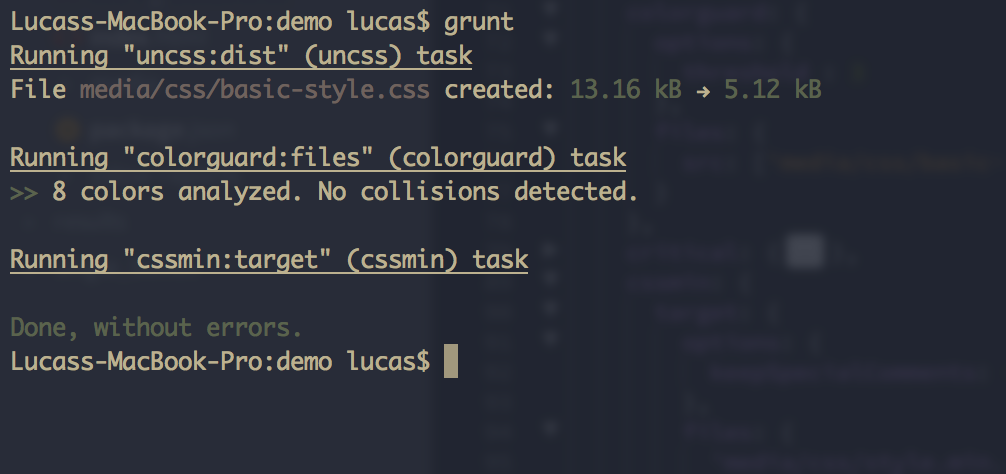 Lucass-MacBook-Pro:demo lucas$ grunt
Running "uncss:dist" (uncss) task
File media/css/basic-style.css created: 13.16 kB → 5.12 kB
Running "colorguard:files" (colorguard) task
>> 8 colors analyzed. No collisions detected.
Running "cssmin:target" (cssmin) task
Done, without errors.
Lucass-MacBook-Pro:demo lucas$